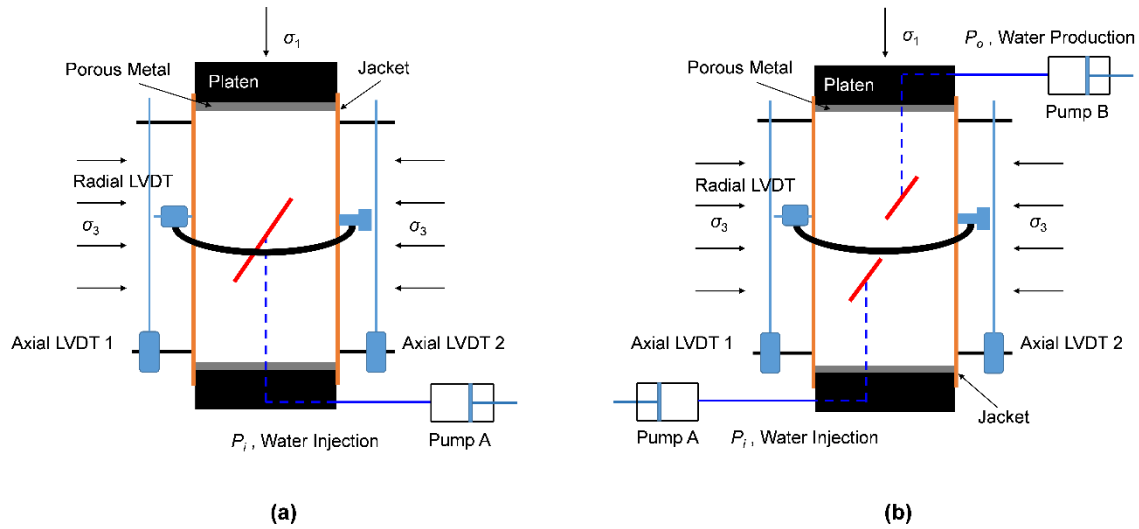 σ1
Porous Metal
Platen
Jacket
Radial LVDT
σ3
σ3
Axial LVDT 1
Axial LVDT 2
Pi , Water Injection
Pump A
(a)
σ1
Po , Water Production
Porous Metal
Platen
Pump B
Radial LVDT
σ3
σ3
Axial LVDT 1
Axial LVDT 2
Jacket
Pump A
Pi , Water Injection
(b)